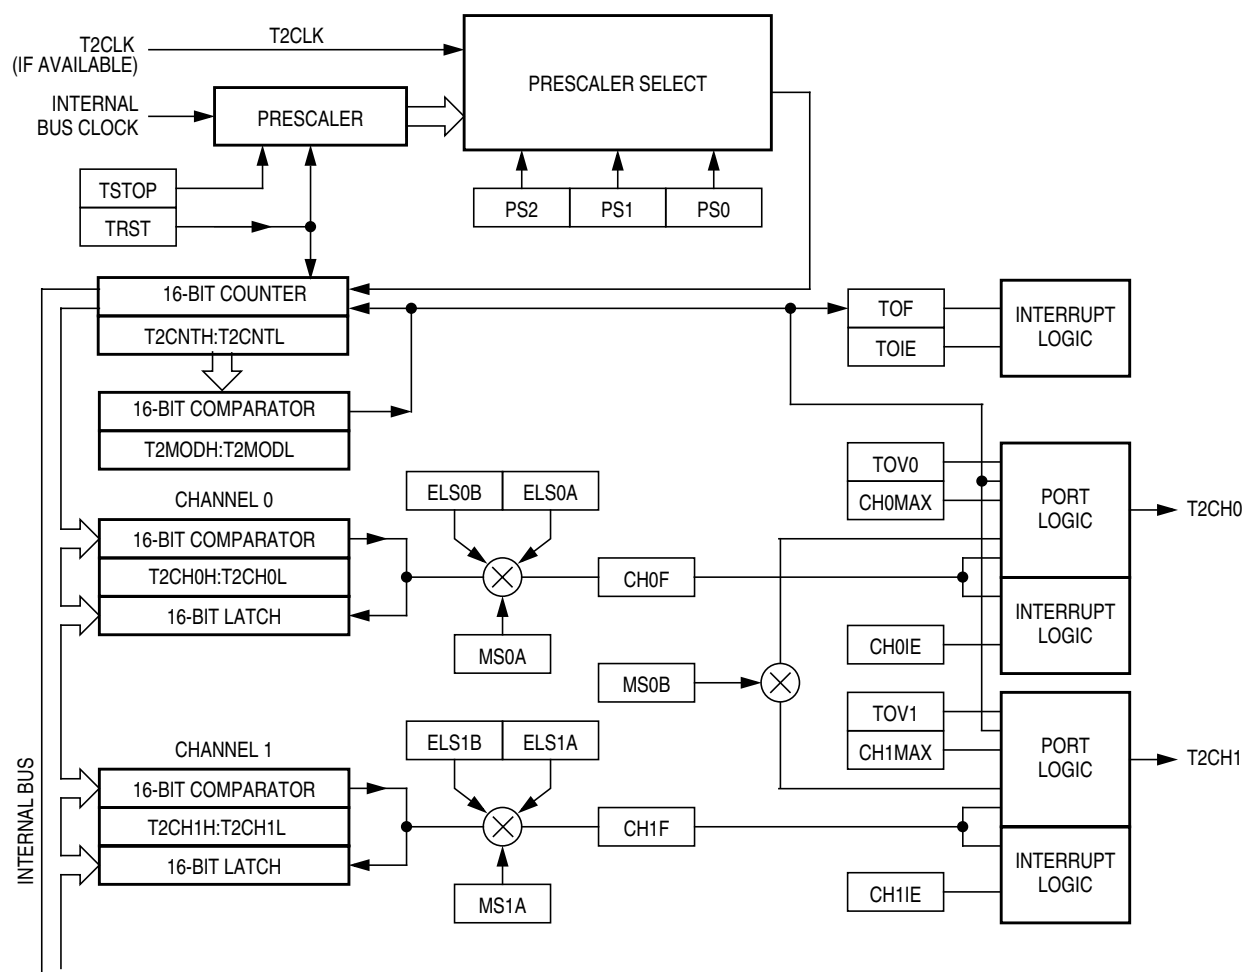 T2CLK
(IF AVAILABLE)
T2CLK
PRESCALER SELECT
INTERNAL
BUS CLOCK
PRESCALER
TSTOP
TRST
PS2
PS1
PS0
16-BIT COUNTER
T2CNTH:T2CNTL
16-BIT COMPARATOR
T2MODH:T2MODL
TOF
TOIE
INTERRUPT
LOGIC
CHANNEL 0
16-BIT COMPARATOR
T2CH0H:T2CH0L
16-BIT LATCH
ELS0B
ELS0A
MS0A
CH0F
TOV0
CH0MAX
PORT
LOGIC
T2CH0
INTERRUPT
LOGIC
CH0IE
MS0B
CHANNEL 1
16-BIT COMPARATOR
T2CH1H:T2CH1L
16-BIT LATCH
ELS1B
ELS1A
MS1A
CH1F
TOV1
CH1MAX
PORT
LOGIC
T2CH1
INTERRUPT
LOGIC
CH1IE
INTERNAL BUS